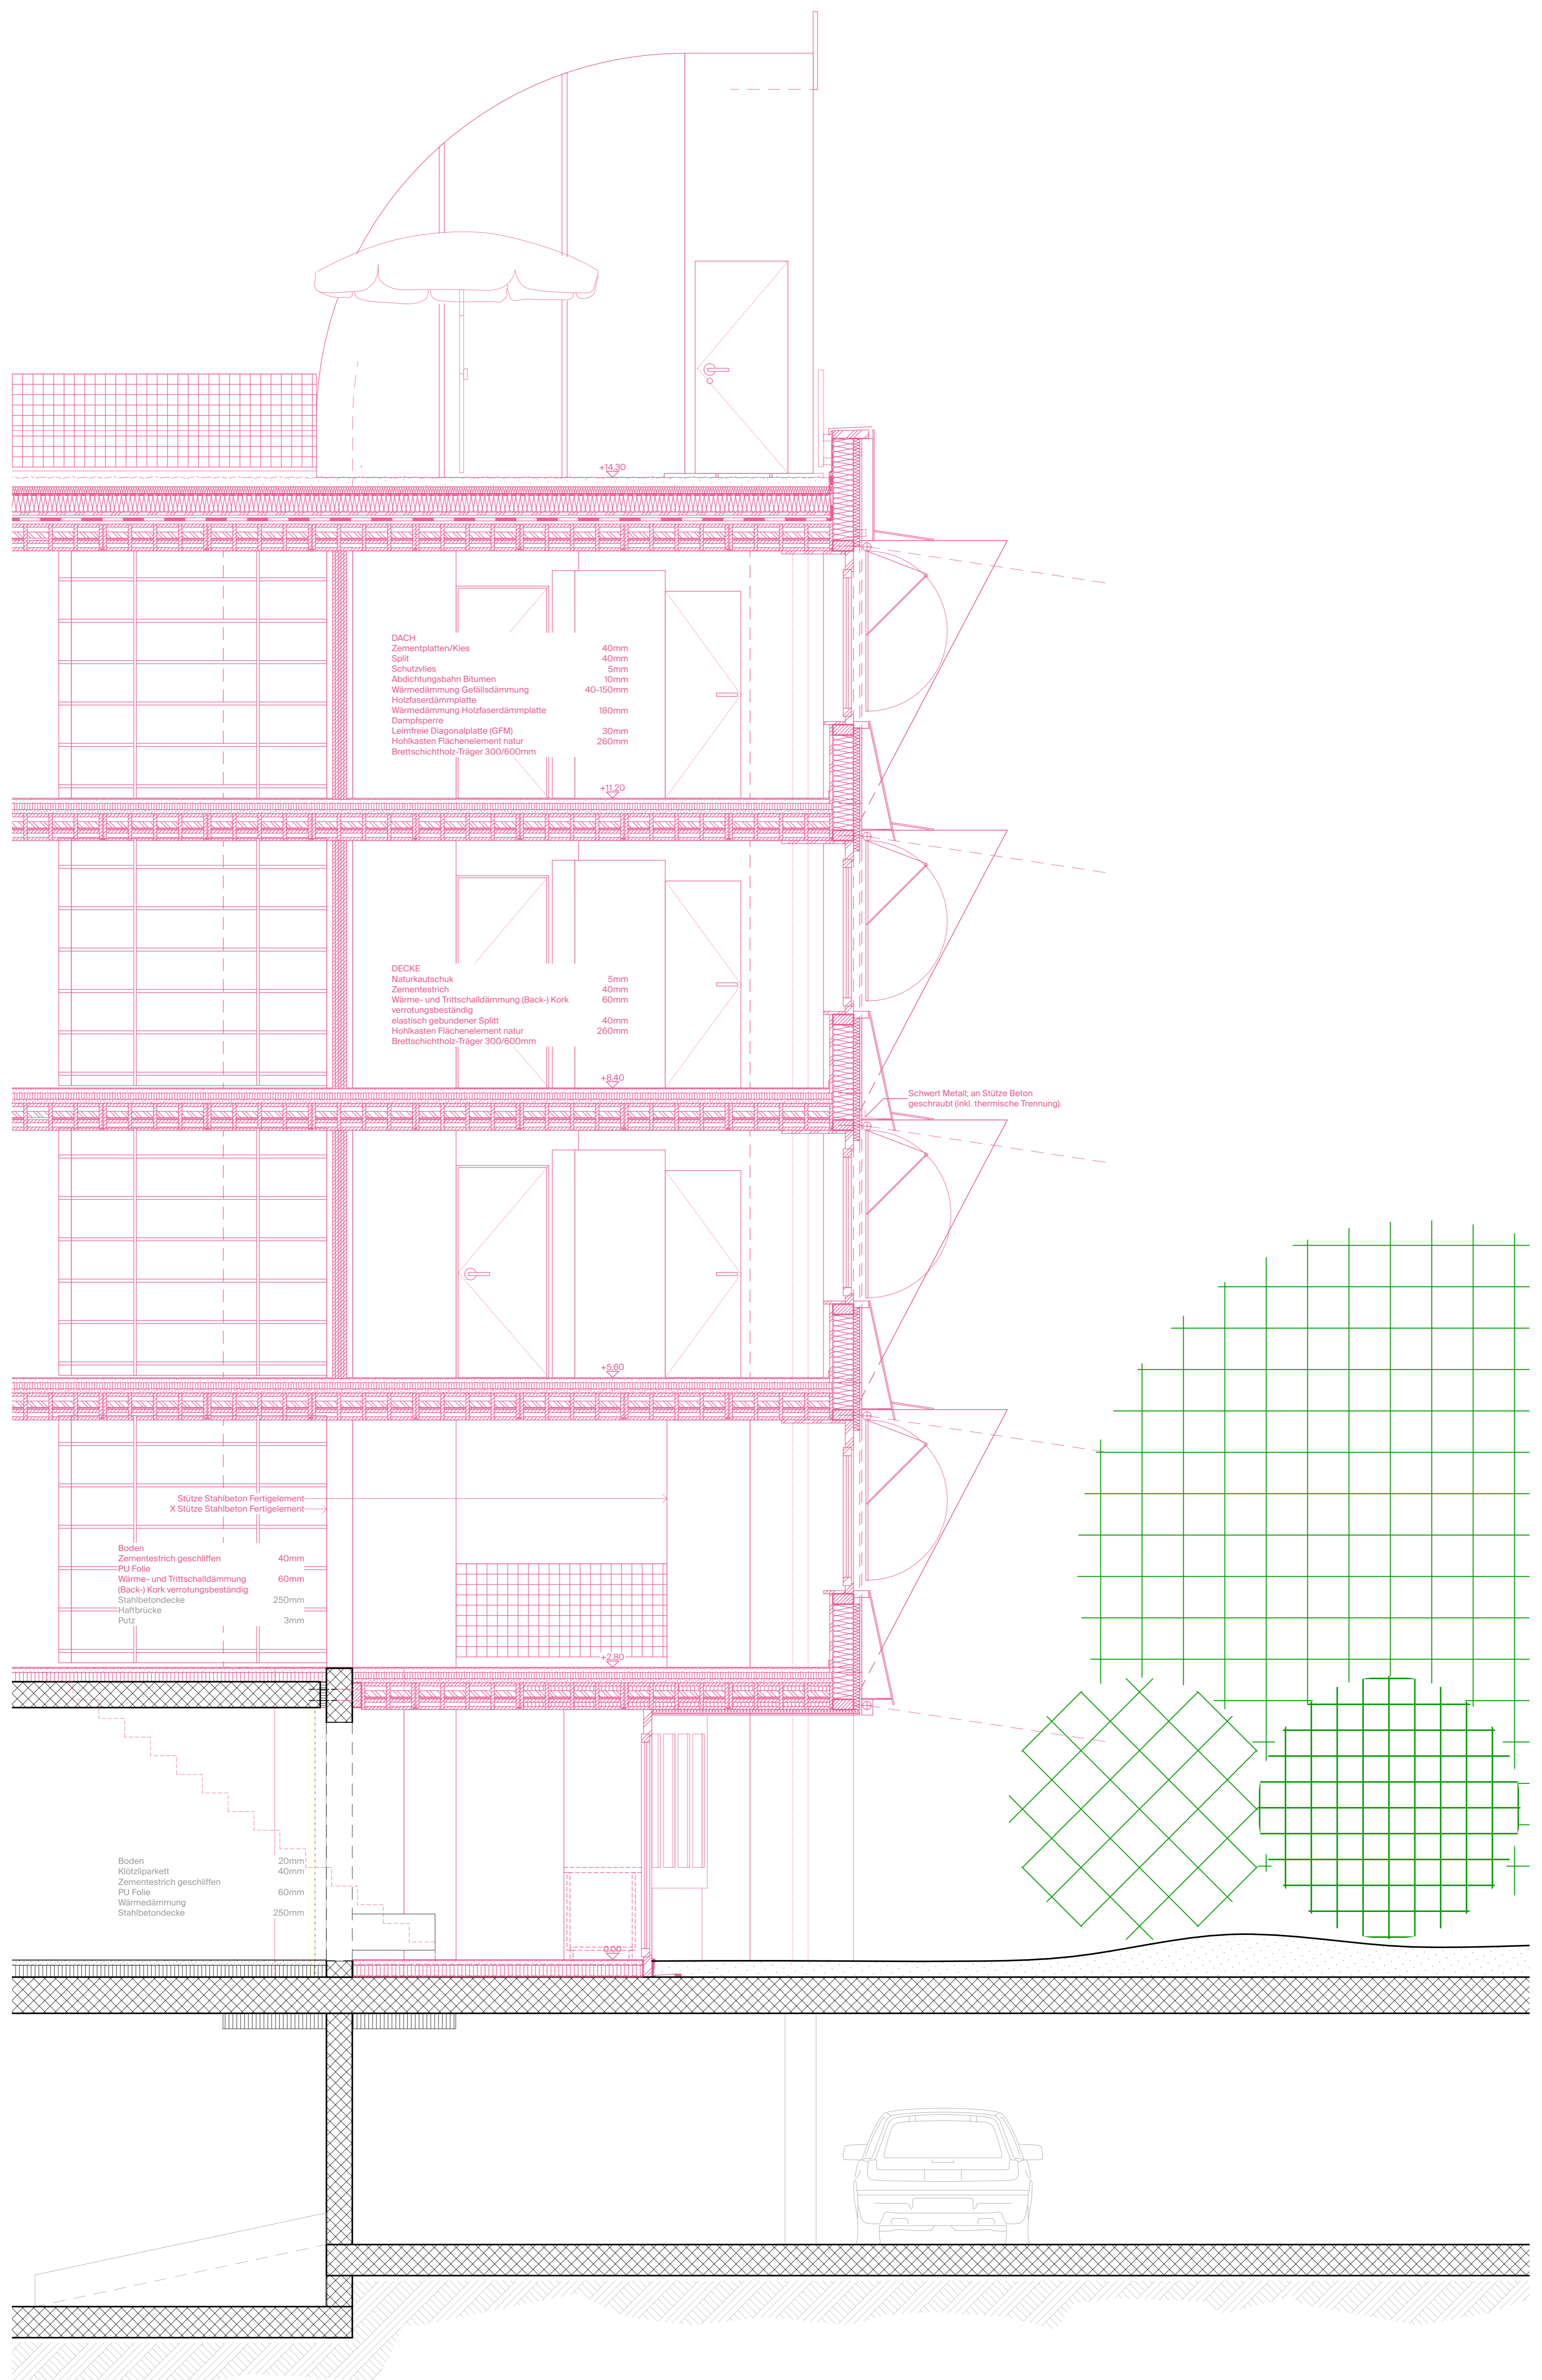 +14.30
DACH
Zementplatten/Kies 40mm
Split 40mm
Schutzvlies 5mm
Abdichtungsbahn Bitumen 10mm
Wärmedämmung Gefällsdämmung 40-150mm
Holzfaserdämmplatte
Wärmedämmung Holzfaserdämmplatte 180mm
Dampfsperre
Leimfreie Diagonalplatte (GFM) 30mm
Hohlkasten Flächenelement natur 260mm
Brettschichtholz-Träger 300/600mm
+11.20
DECKE
Naturkautschuk 5mm
Zementestrich 40mm
Wärme- und Trittschalldämmung (Back-) Kork 60mm
verrotungsbeständig
elastisch gebundener Splitt 40mm
Hohlkasten Flächenelement natur 260mm
Brettschichtholz-Träger 300/600mm
+8.40
Schwert Metall; an Stütze Beton
geschraubt (inkl. thermische Trennung).
+5.60
Stütze Stahlbeton Fertigelement
X Stütze Stahlbeton Fertigelement
Boden
Zementestrich geschliffen 40mm
PU Folie
Wärme- und Trittschalldämmung 60mm
(Back-) Kork verrotungsbeständig
Stahlbetondecke 250mm
Haftbrücke
Putz 3mm
+2.80
Boden 20mm
Klötzliparkett 40mm
Zementestrich geschliffen
PU Folie 60mm
Wärmedämmung
Stahlbetondecke 250mm
0.00